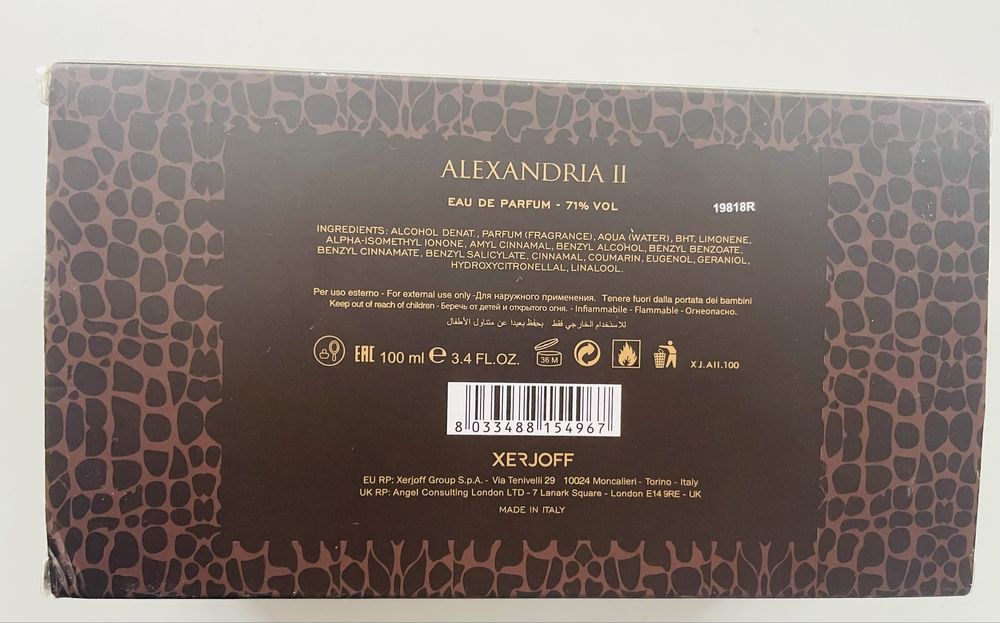 ALEXANDRIA II
EAU DE PARFUM - 71% VOL
19818R
INGREDIENTS: ALCOHOL DENAT., PARFUM (FRAGRANCE), AQUA (WATER), BHT, LIMONENE,
ALPHA-ISOMETHYL IONONE, AMYL CINNAMAL, BENZYL ALCOHOL, BENZYL BENZOATE,
BENZYL CINNAMATE, BENZYL SALICYLATE, CINNAMAL, COUMARIN, EUGENOL, GERANIOL,
HYDROXYCITRONELLAL, LINALOOL.
Per uso esterno - For external use only -Для наружного применения. Tenere fuori dalla portata dei bambini
Keep out of reach of children - Беречь от детей и открытого огня. - Infiammabile - Flammable - Огнеопасно.
للاستخدام الخارجي فقط بحفظ بعيدا عن متناول الأطفال
EAC 100 ml e 3.4 FL.OZ. 36 M XJ.AII.100
8 033488 154967
XERJOFF
EU RP: Xerjoff Group S.p.A. - Via Tenivelli 29 10024 Moncalieri - Torino - Italy
UK RP: Angel Consulting London LTD - 7 Lanark Square - London E14 9RE - UK
MADE IN ITALY